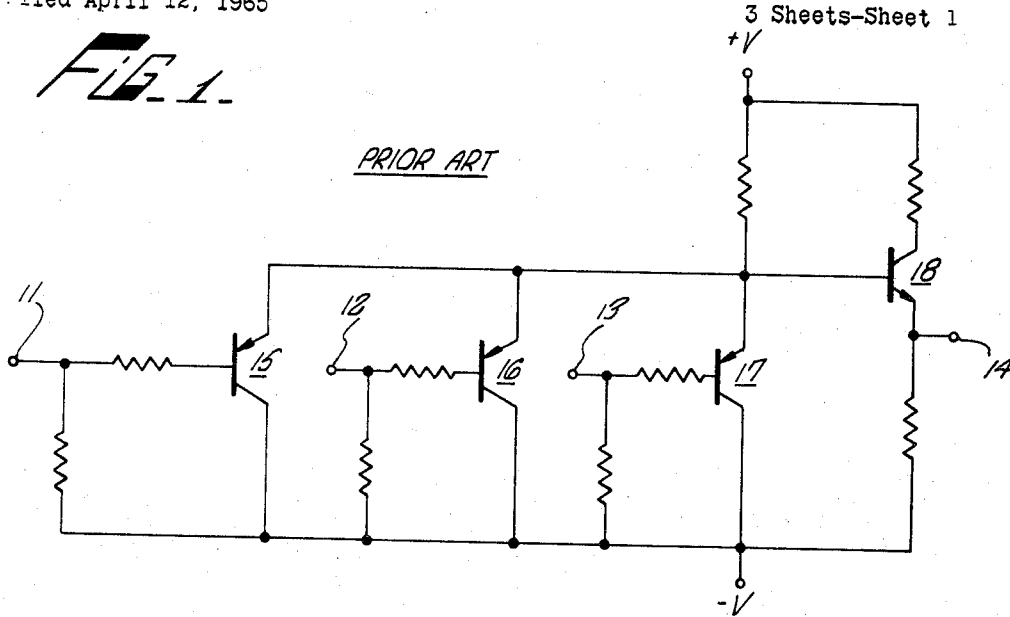 Filed April 12, 1965
3 Sheets-Sheet 1
FIG. 1.
PRIOR ART
+V
11
12
13
15
16
17
18
14
-V